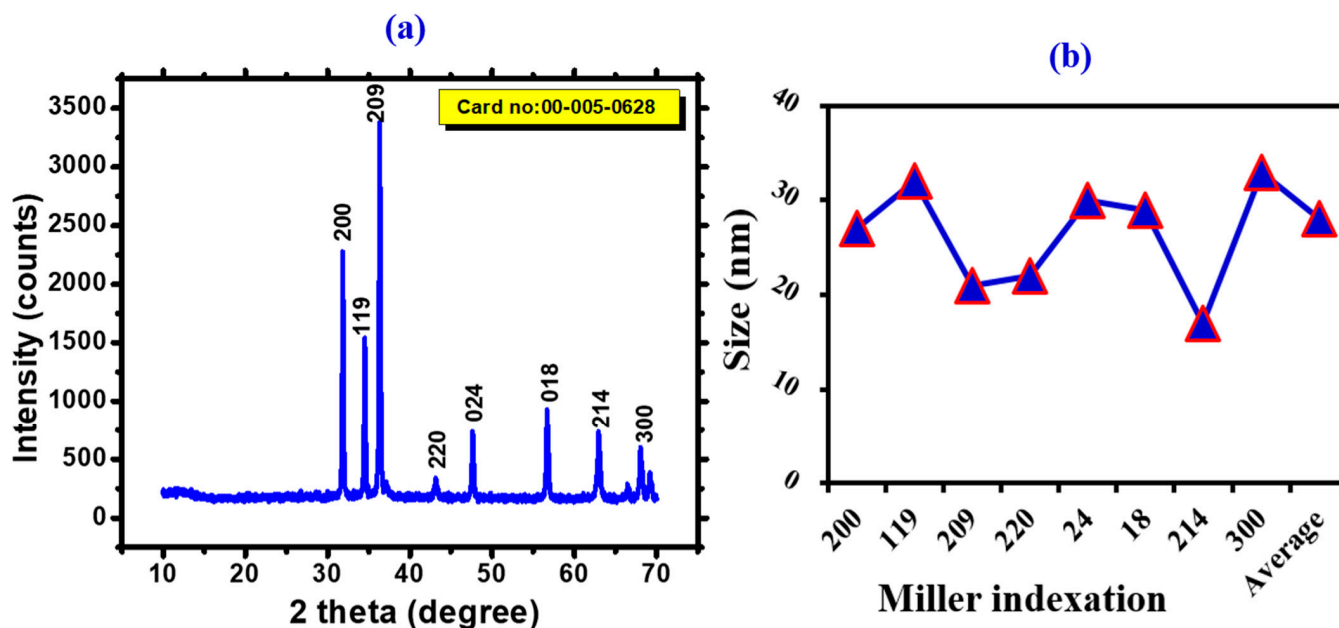 (a)
Card no:00-005-0628
3500
3000
2500
2000
1500
1000
500
0
Intensity (counts)
200
119
209
220
024
018
214
300
10 20 30 40 50 60 70
2 theta (degree)
(b)
40
30
20
10
0
Size (nm)
200 119 209 220 24 18 214 300 Average
Miller indexation